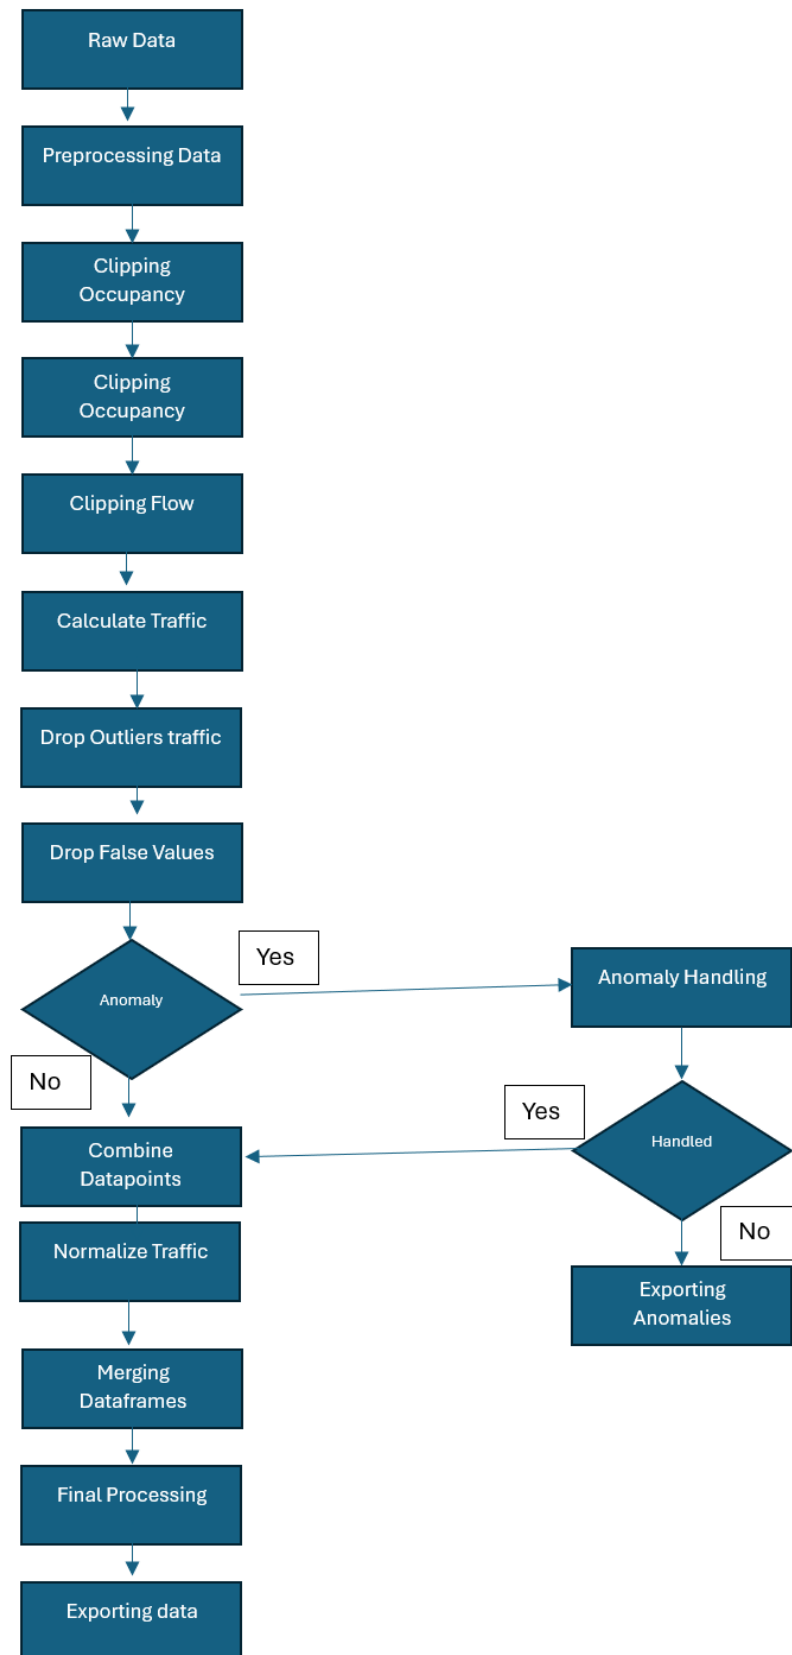 Raw Data
Preprocessing Data
Clipping
Occupancy
Clipping
Occupancy
Clipping Flow
Calculate Traffic
Drop Outliers traffic
Drop False Values
Anomaly
Yes
Anomaly Handling
No
Yes
Handled
Combine
Datapoints
No
Normalize Traffic
Exporting
Anomalies
Merging
Dataframes
Final Processing
Exporting data